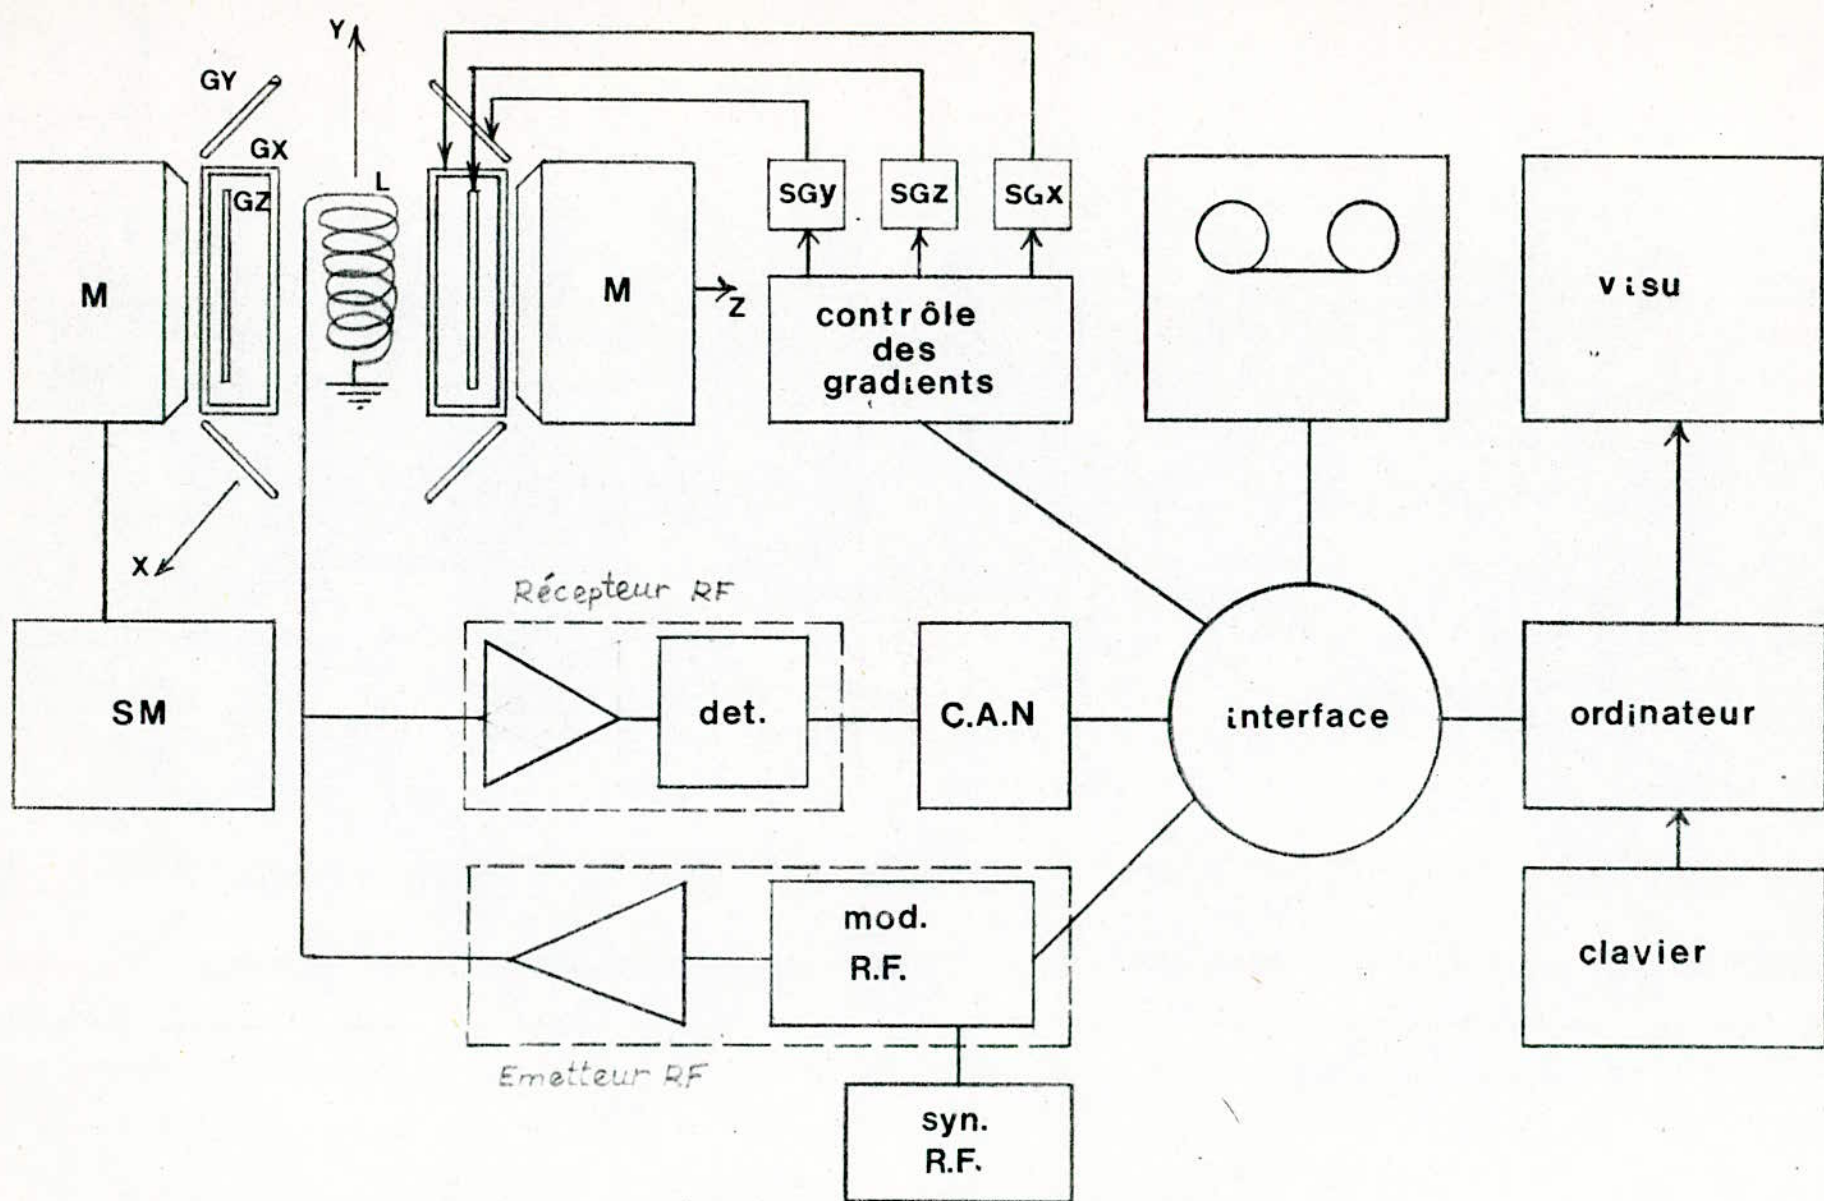 Y
GY
GX
L
GZ
M
M
Z
X
SGy
SGZ
SGx
contrôle
des
gradients
visu
Récepteur RF
SM
det.
C.A.N
interface
ordinateur
mod.
R.F.
clavier
Emetteur RF
syn.
R.F.